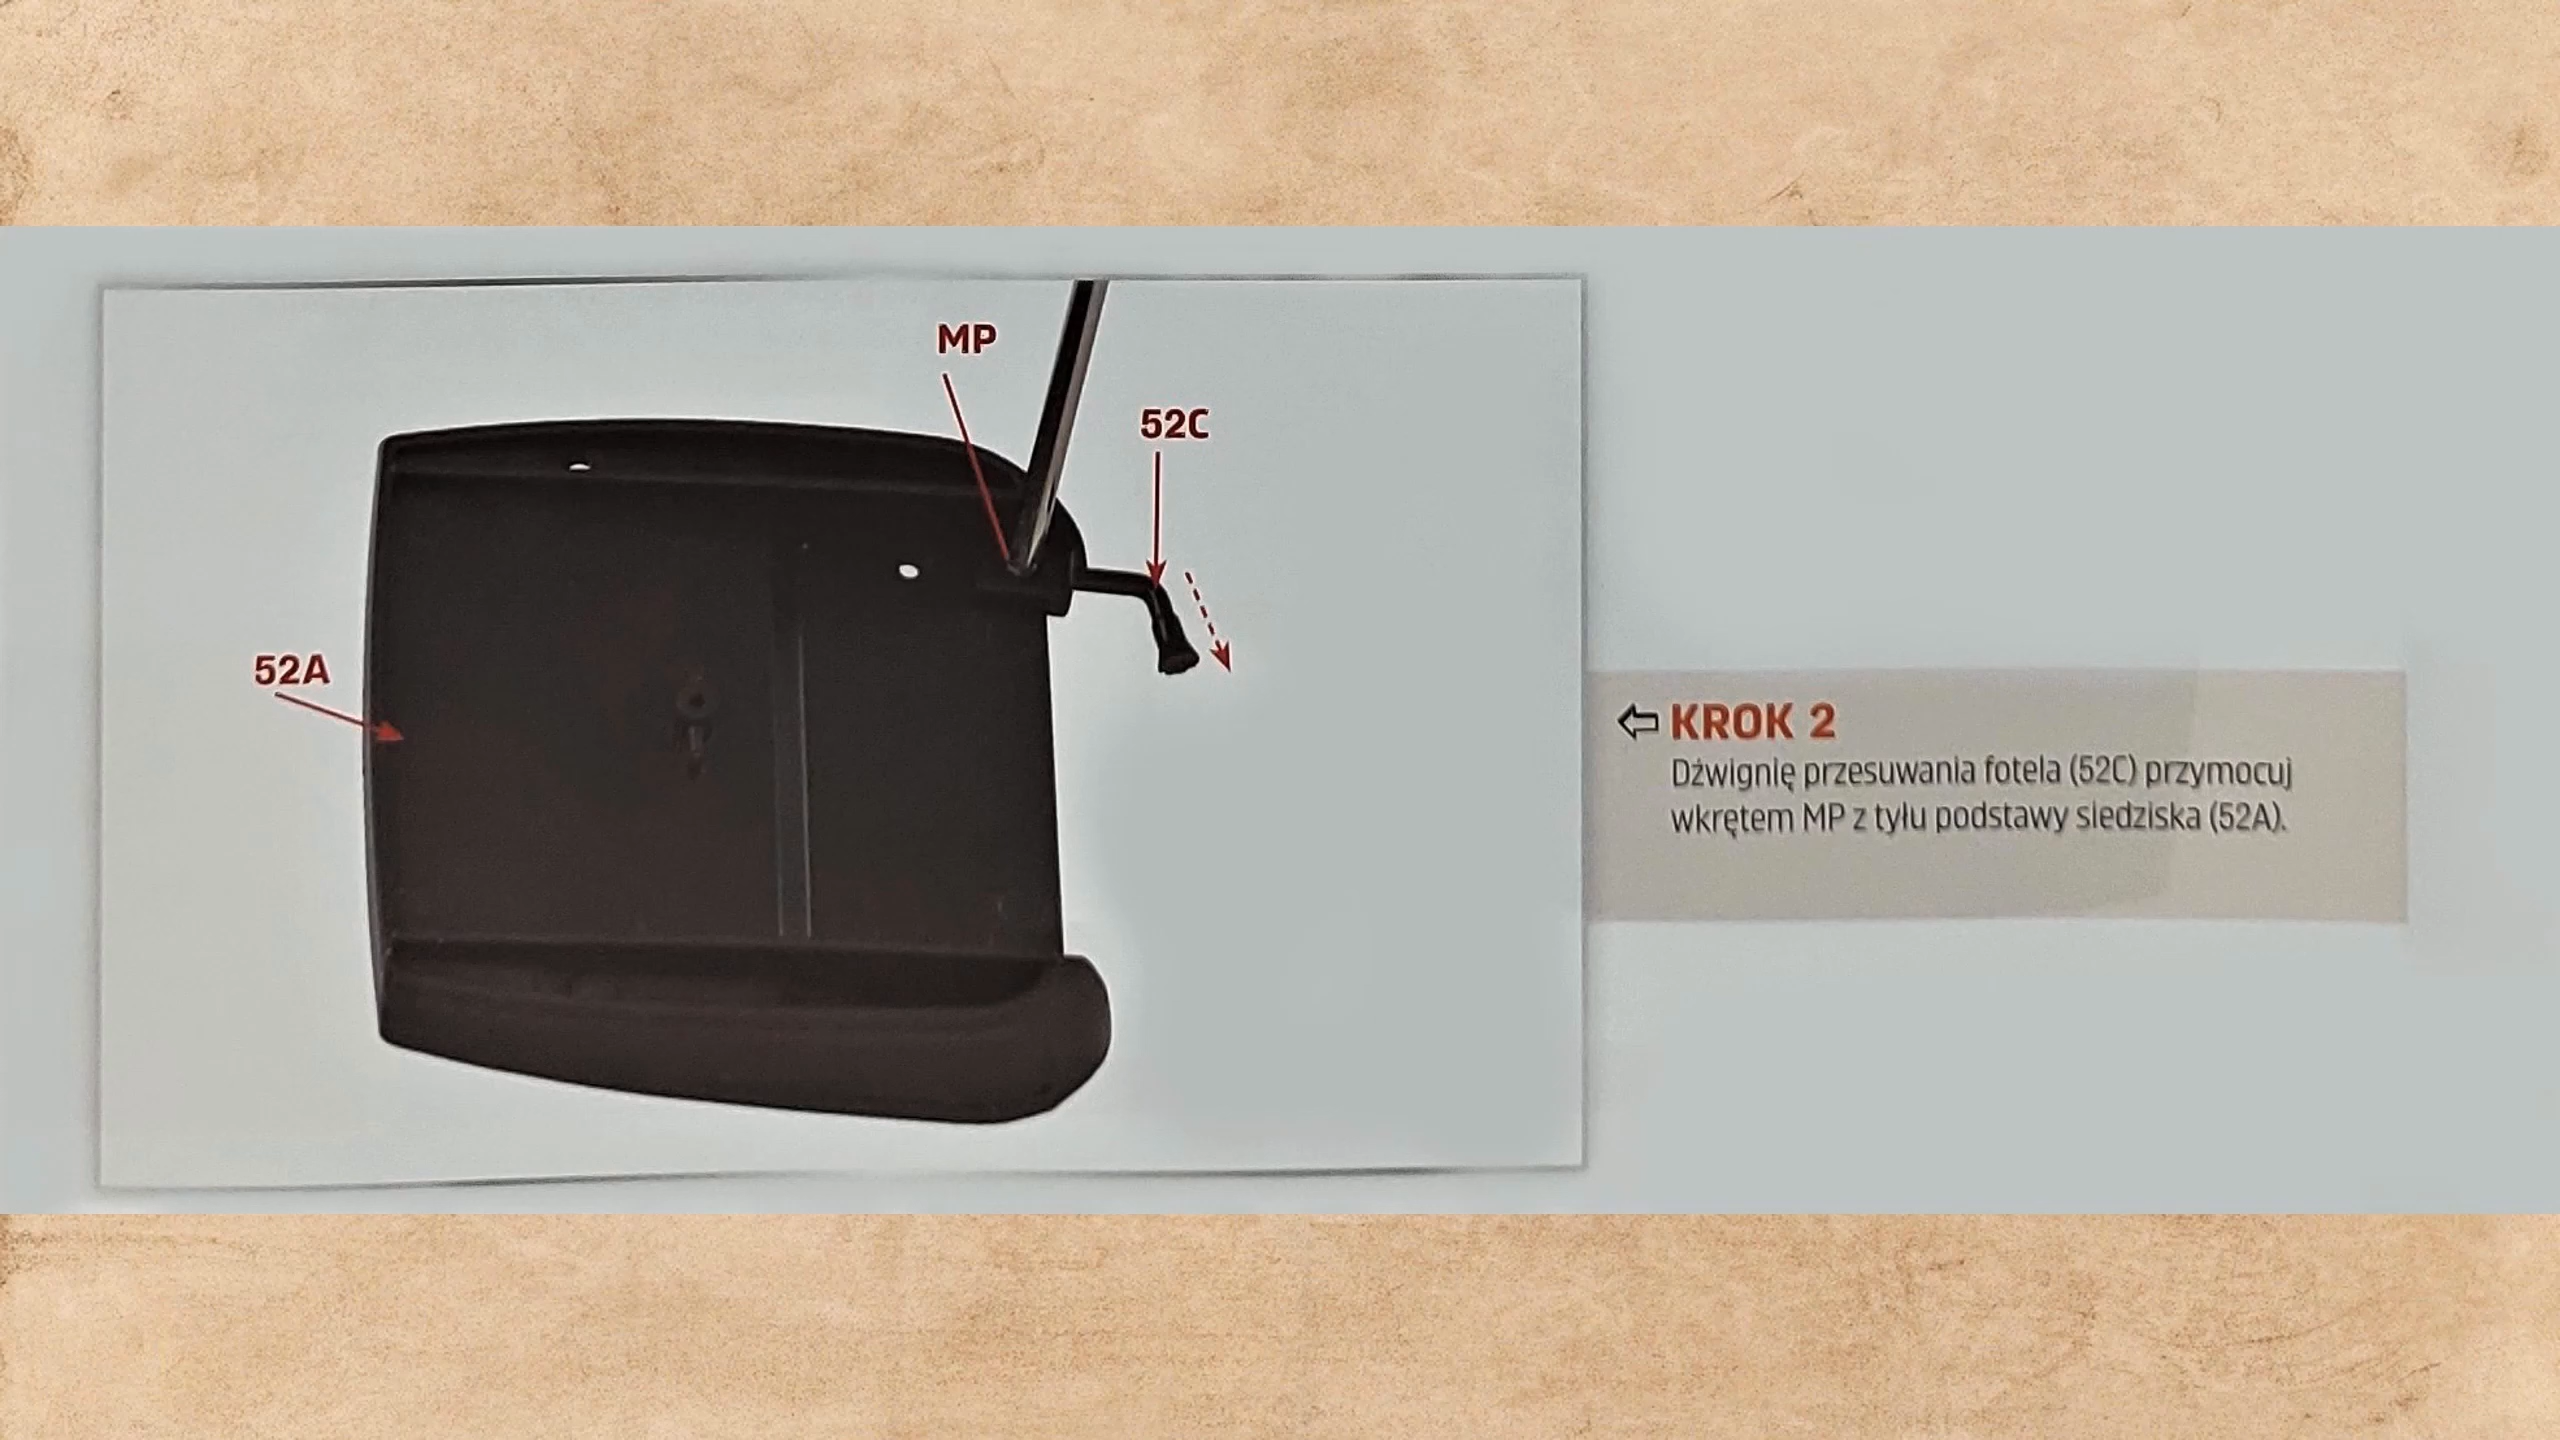 MP
52C
52A
KROK 2
Dźwignię przesuwania fotela (52C) przymocuj
wkrętem MP z tyłu podstawy siedziska (52A).